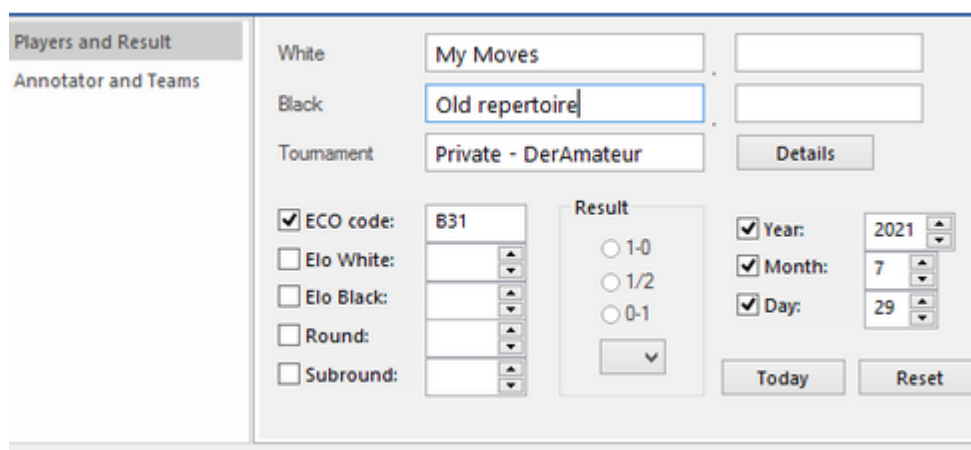 Players and Result
Annotator and Teams
White My Moves
Black Old repertoire
Tournament Private - DerAmateur Details
ECO code: B31
Elo White:
Elo Black:
Round:
Subround:
Result
1-0
1/2
0-1
Year: 2021
Month: 7
Day: 29
Today Reset